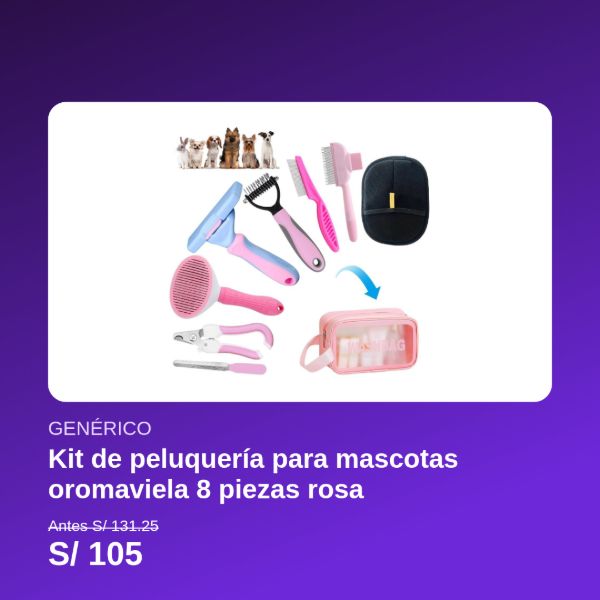 GENÉRICO
Kit de peluquería para mascotas
oromaviela 8 piezas rosa
Antes S/ 131.25
S/ 105